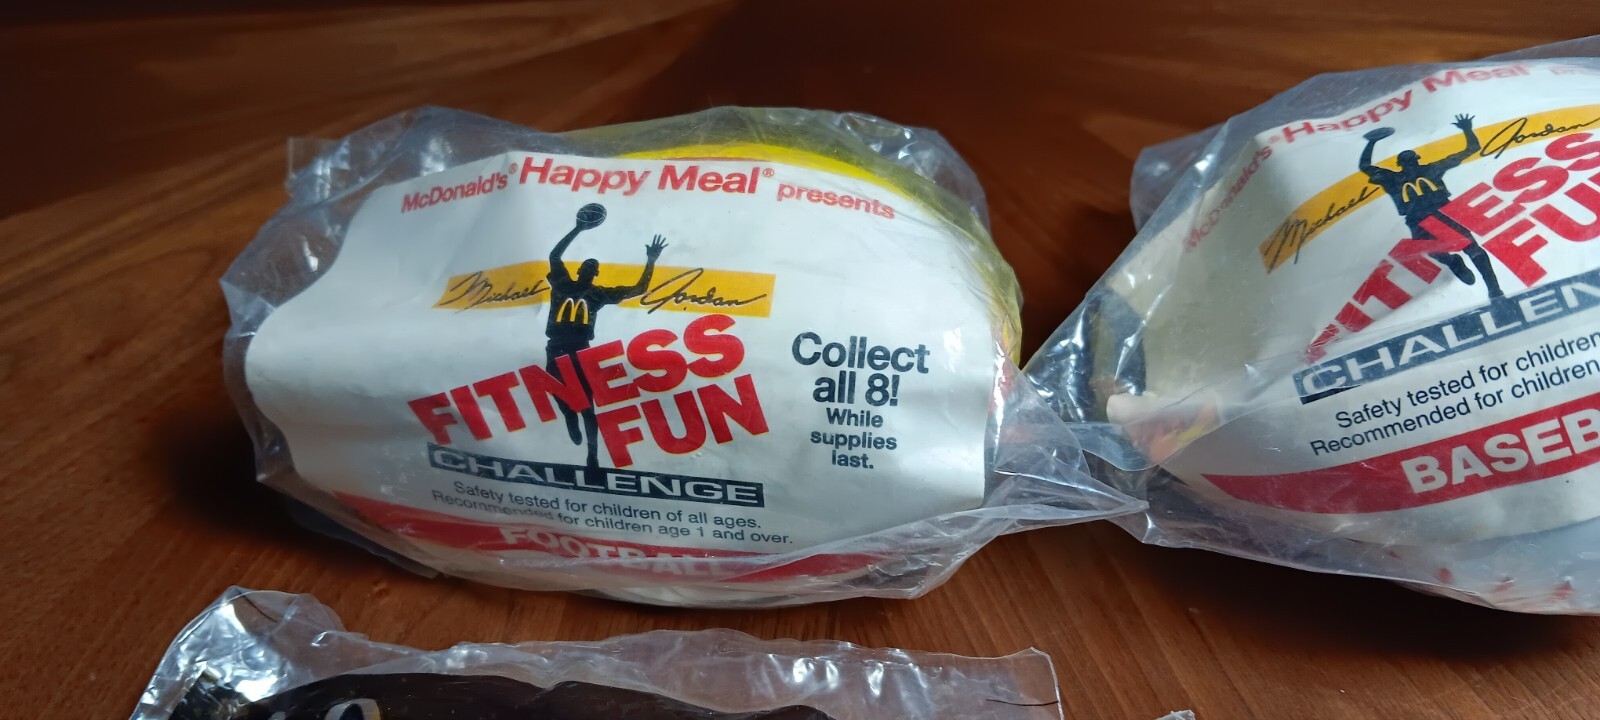 McDonald's® Happy Meal® presents
Michael Jordan
FITNESS
FUN
CHALLENGE
Collect
all 8!
While
supplies
last.
Safety tested for children of all ages.
Recommended for children age 1 and over.
FOOTBALL
McDonald's® Happy Meal®
Michael Jordan
FITNESS
FU
CHALLEN
Safety tested for children
Recommended for children
BASEB